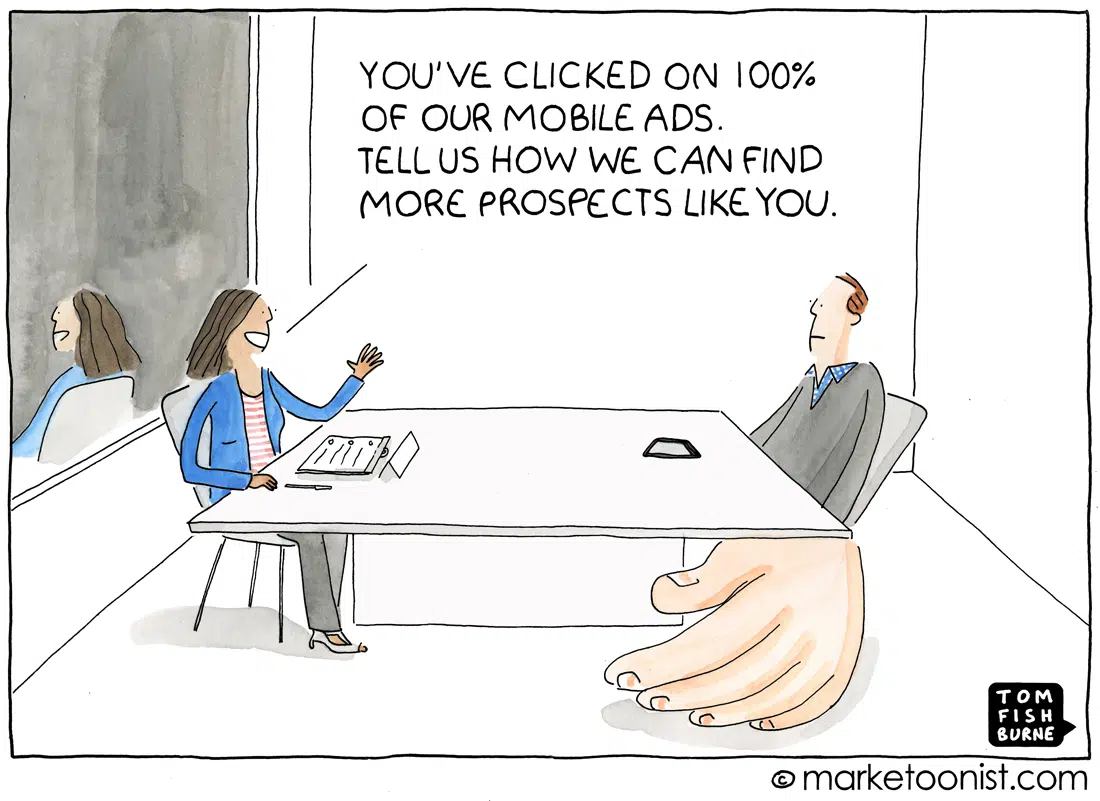 YOU'VE CLICKED ON 100%
OF OUR MOBILE ADS.
TELL US HOW WE CAN FIND
MORE PROSPECTS LIKE YOU.
TOM
FISH
BURNE
© marketoonist.com